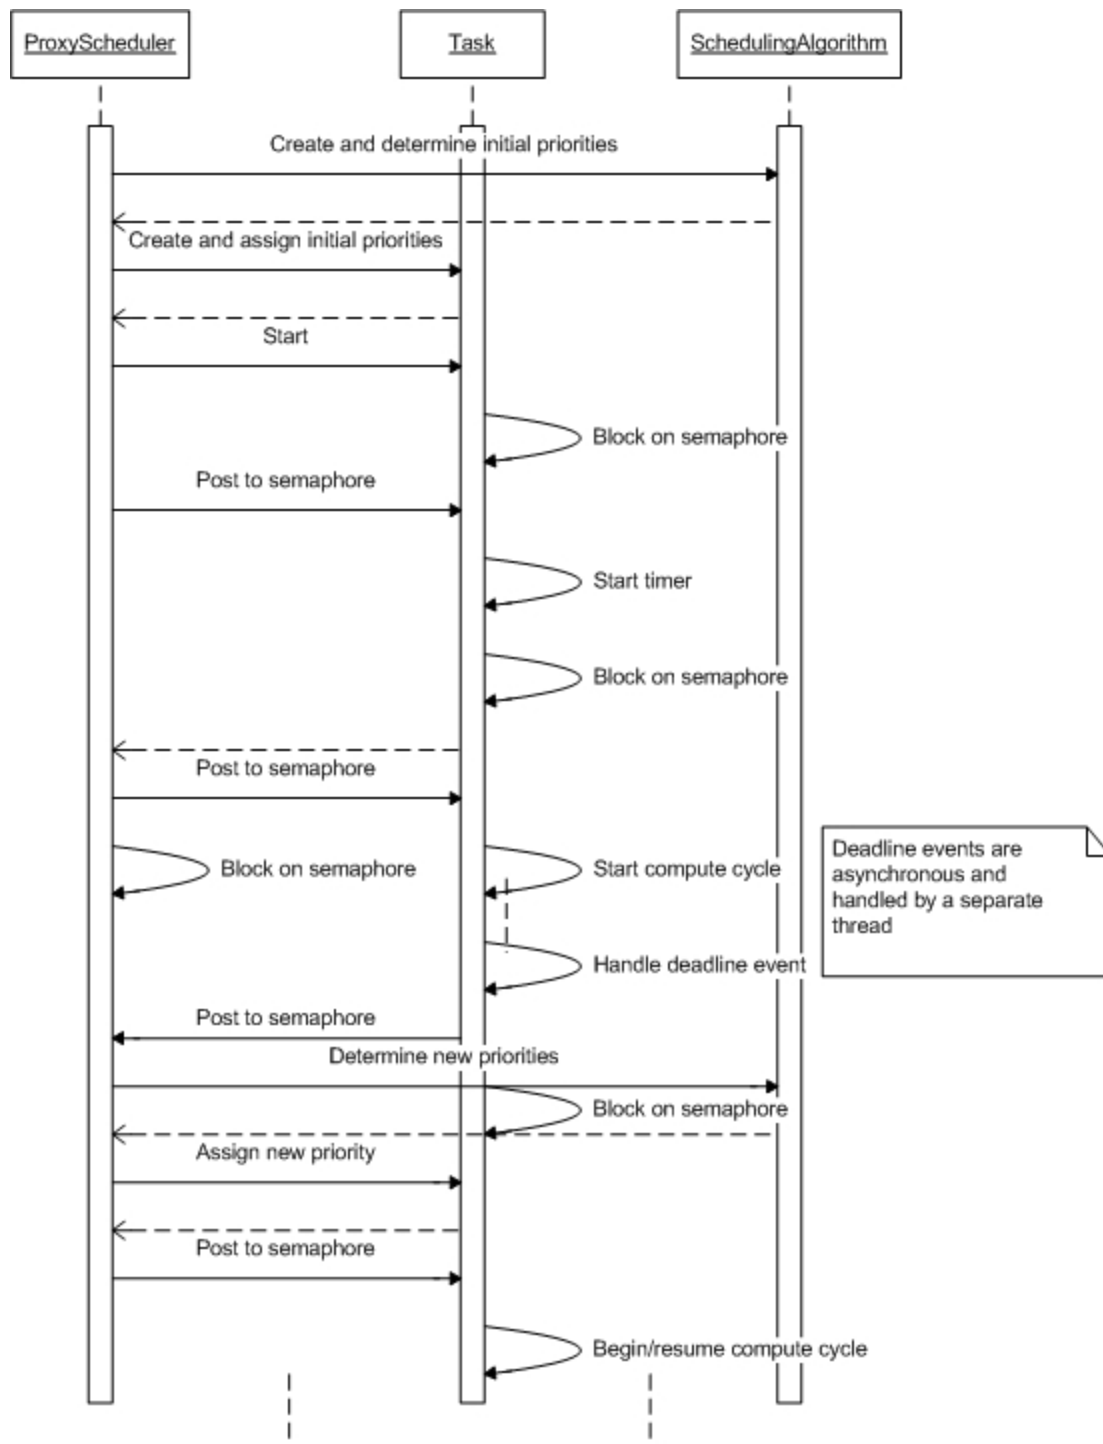 ProxyScheduler
Task
SchedulingAlgorithm
Create and determine initial priorities
Create and assign initial priorities
Start
Block on semaphore
Post to semaphore
Start timer
Block on semaphore
Post to semaphore
Block on semaphore
Start compute cycle
Deadline events are
asynchronous and
handled by a separate
thread
Handle deadline event
Post to semaphore
Determine new priorities
Block on semaphore
Assign new priority
Post to semaphore
Begin/resume compute cycle